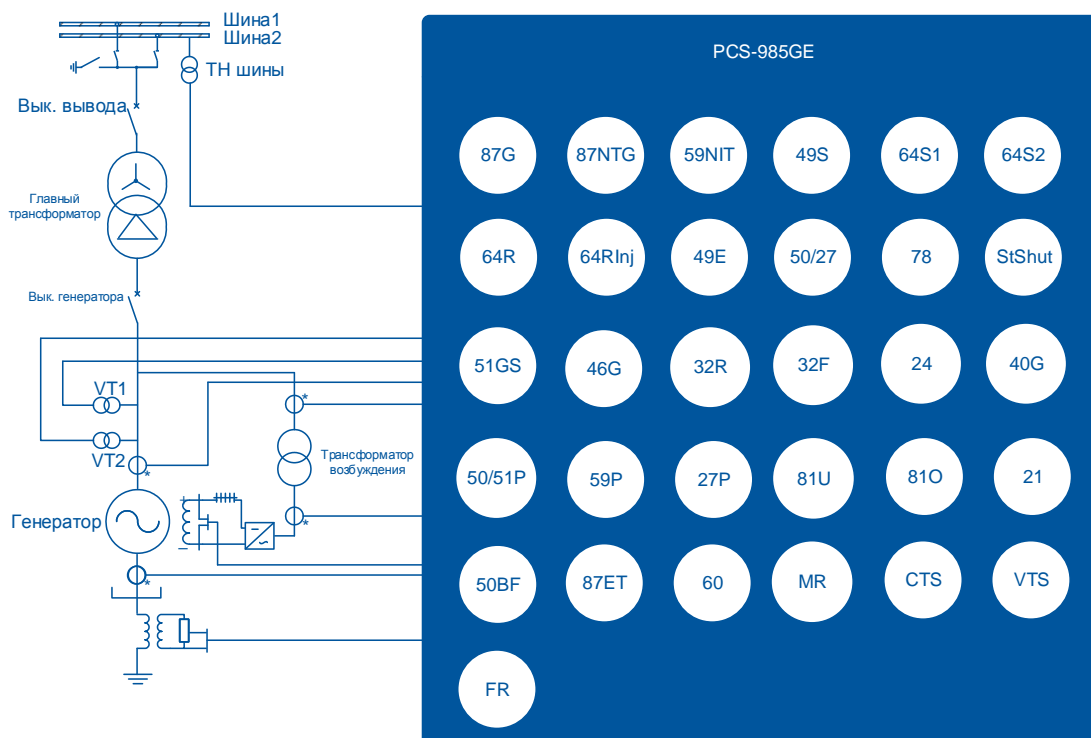 Шина1
Шина2
ТН шины
Вык. вывода
Главный
трансформатор
Вык. генератора
VT1
VT2
*
*
Трансформатор
возбуждения
*
Генератор
+
−
*
PCS-985GE
87G 87NTG 59NIT 49S 64S1 64S2
64R 64RInj 49E 50/27 78 StShut
51GS 46G 32R 32F 24 40G
50/51P 59P 27P 81U 81O 21
50BF 87ET 60 MR CTS VTS
FR